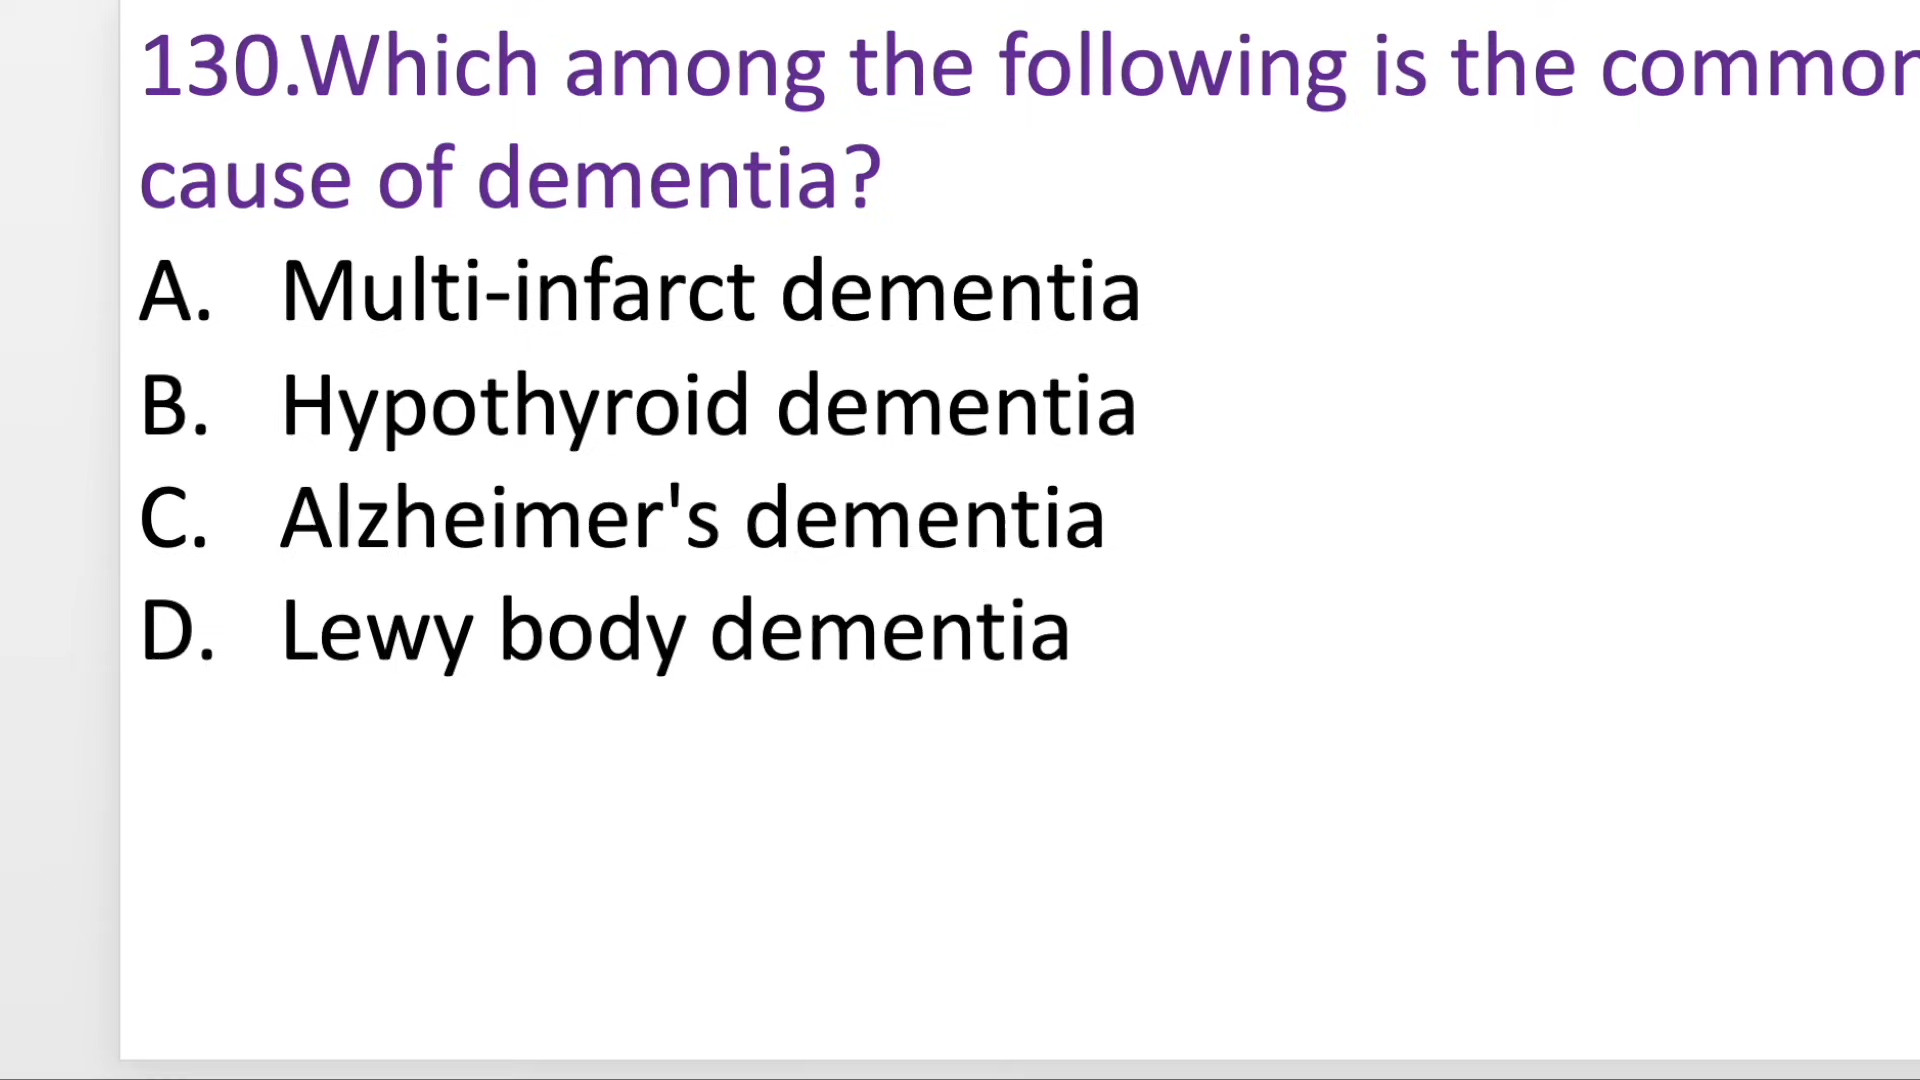 130.Which among the following is the common
cause of dementia?
A. Multi-infarct dementia
B. Hypothyroid dementia
C. Alzheimer's dementia
D. Lewy body dementia